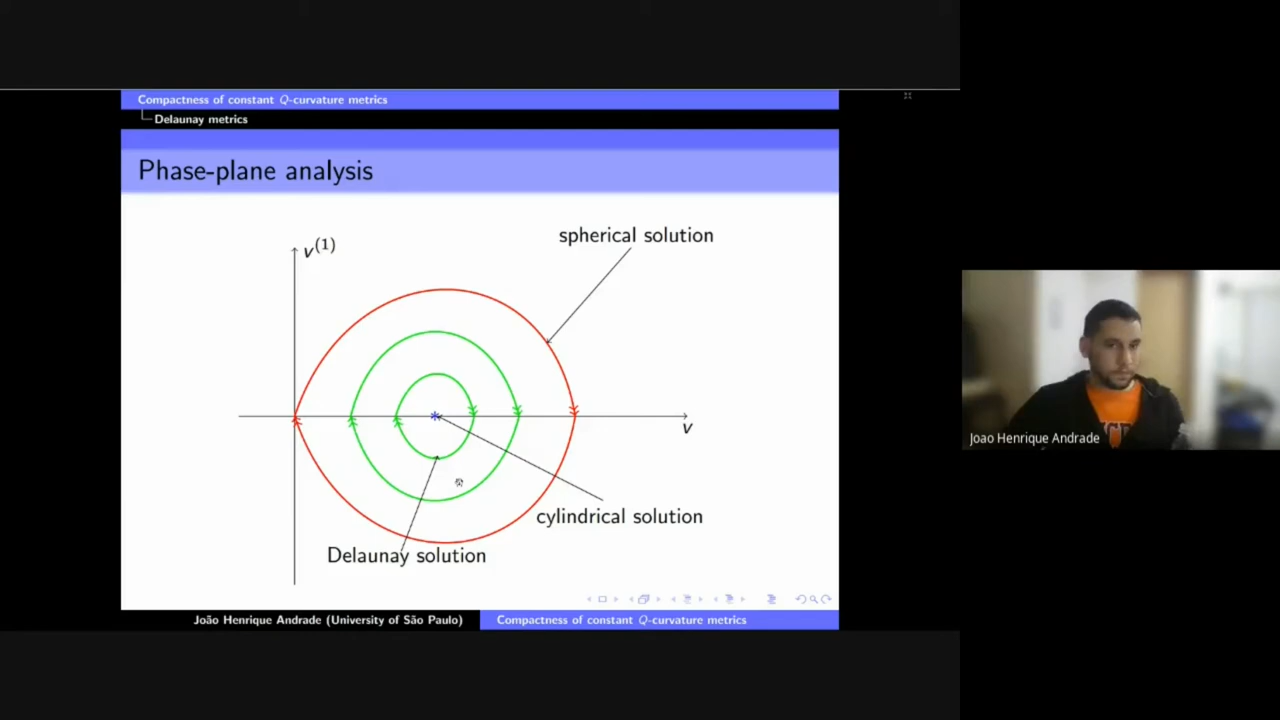 Compactness of constant Q-curvature metrics
Delaunay metrics
Phase-plane analysis
spherical solution
v⁽¹⁾
v
cylindrical solution
Delaunay solution
João Henrique Andrade (University of São Paulo)
Compactness of constant Q-curvature metrics
Joao Henrique Andrade